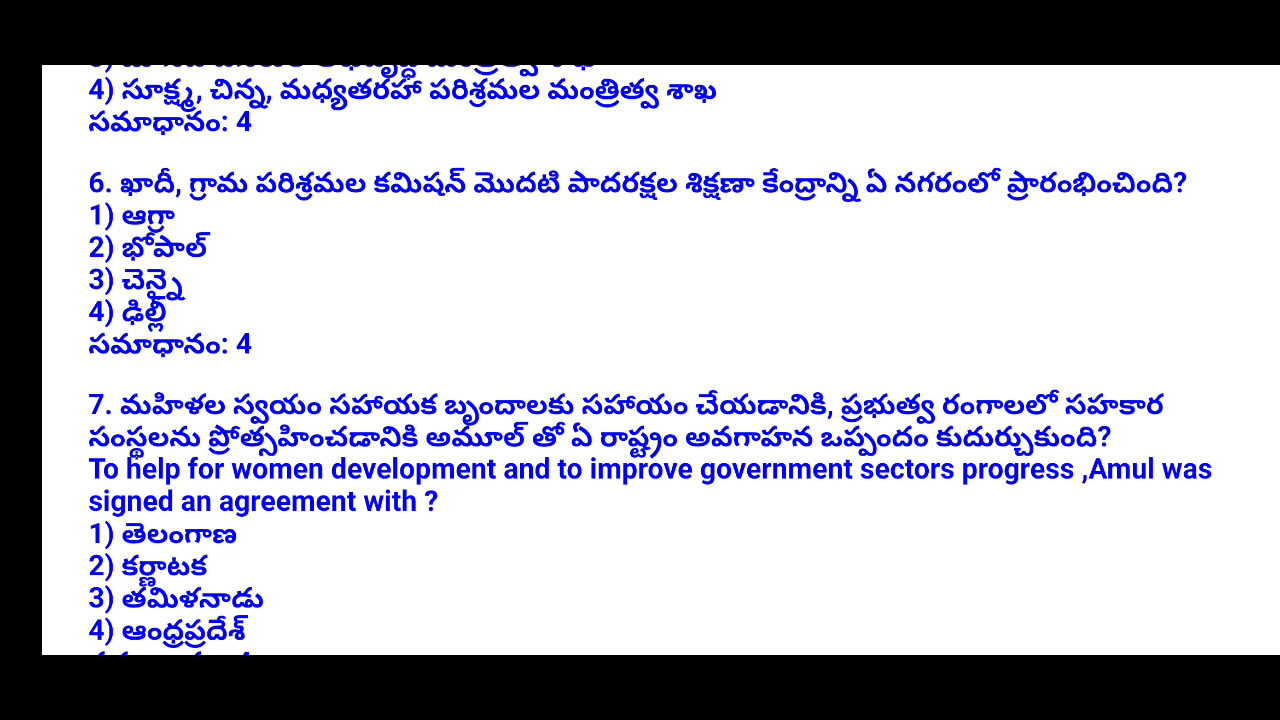 4) సూక్ష్మ, చిన్న, మధ్యతరహా పరిశ్రమల మంత్రిత్వ శాఖ
సమాధానం: 4
6. ఖాదీ, గ్రామ పరిశ్రమల కమిషన్ మొదటి పాదరక్షల శిక్షణా కేంద్రాన్ని ఏ నగరంలో ప్రారంభించింది?
1) ఆగ్రా
2) భోపాల్
3) చెన్నై
4) ఢిల్లీ
సమాధానం: 4
7. మహిళల స్వయం సహాయక బృందాలకు సహాయం చేయడానికి, ప్రభుత్వ రంగాలలో సహకార
సంస్థలను ప్రోత్సహించడానికి అమూల్ తో ఏ రాష్ట్రం అవగాహన ఒప్పందం కుదుర్చుకుంది?
To help for women development and to improve government sectors progress ,Amul was
signed an agreement with ?
1) తెలంగాణ
2) కర్ణాటక
3) తమిళనాడు
4) ఆంధ్రప్రదేశ్